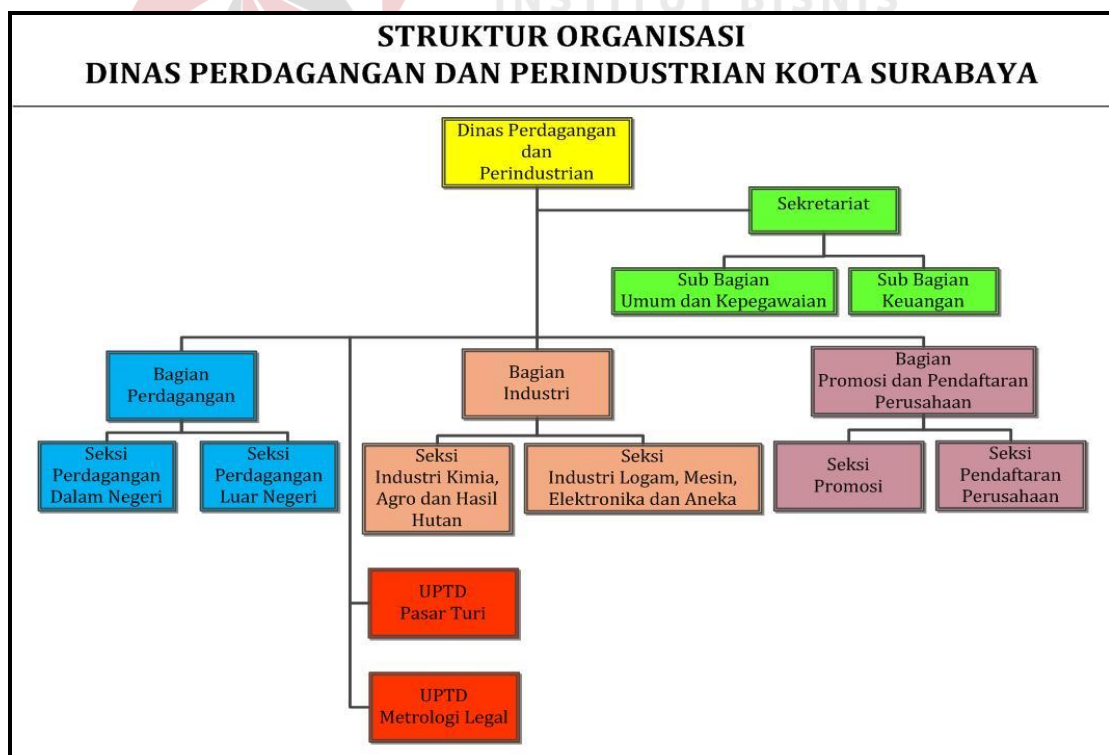 INSTITUT BISNIS
STRUKTUR ORGANISASI
DINAS PERDAGANGAN DAN PERINDUSTRIAN KOTA SURABAYA
Dinas Perdagangan
dan
Perindustrian
Sekretariat
Sub Bagian
Umum dan Kepegawaian
Sub Bagian
Keuangan
Bagian
Perdagangan
Bagian
Industri
Bagian
Promosi dan Pendaftaran
Perusahaan
Seksi
Perdagangan
Dalam Negeri
Seksi
Perdagangan
Luar Negeri
Seksi
Industri Kimia,
Agro dan Hasil
Hutan
Seksi
Industri Logam, Mesin,
Elektronika dan Aneka
Seksi
Promosi
Seksi
Pendaftaran
Perusahaan
UPTD
Pasar Turi
UPTD
Metrologi Legal